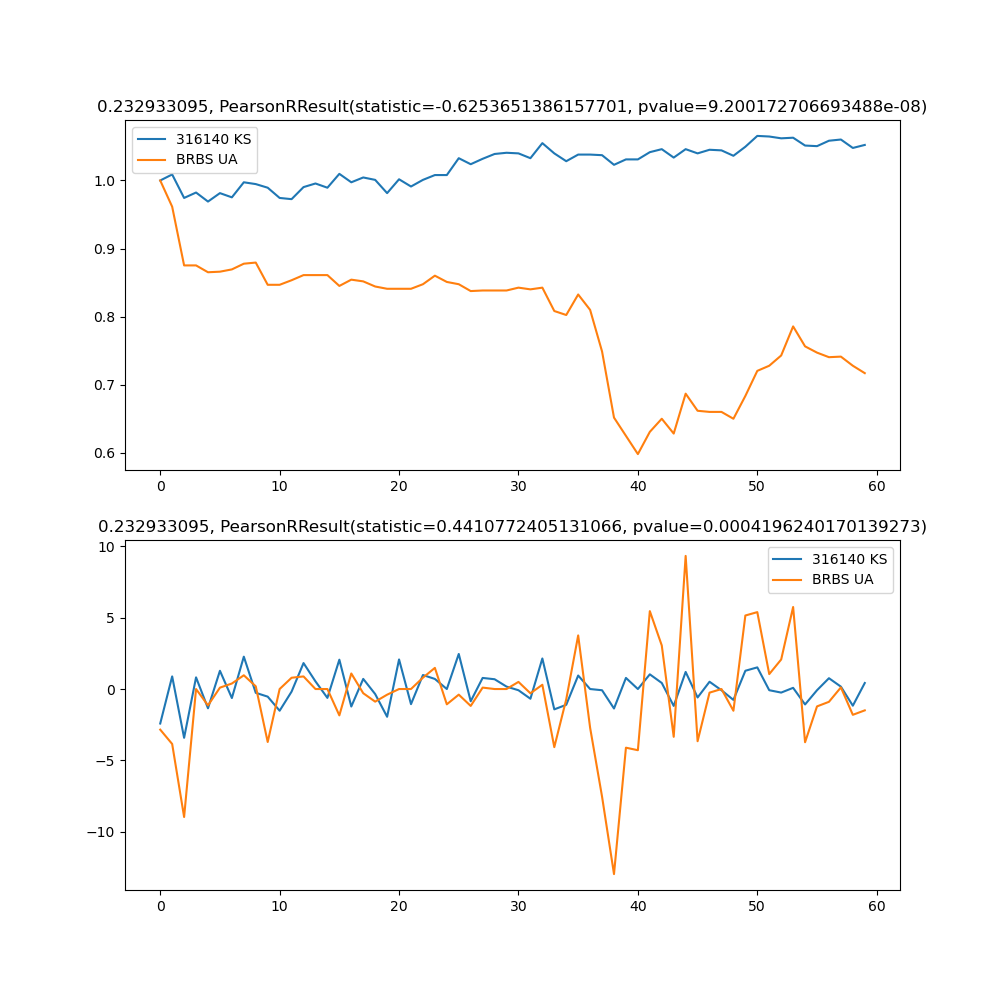 0.232933095, PearsonRResult(statistic=-0.6253651386157701, pvalue=9.200172706693488e-08)
316140 KS
BRBS UA
1.0
0.9
0.8
0.7
0.6
0 10 20 30 40 50 60
0.232933095, PearsonRResult(statistic=0.4410772405131066, pvalue=0.0004196240170139273)
316140 KS
BRBS UA
10
5
0
−5
−10
0 10 20 30 40 50 60